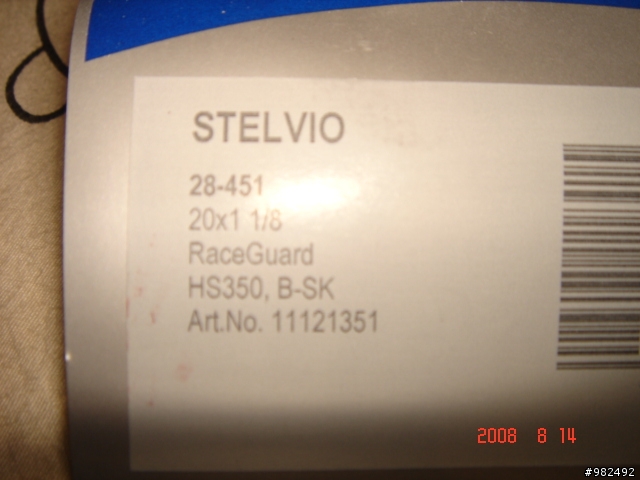 STELVIO
28-451
20x1 1/8
RaceGuard
HS350, B-SK
Art.No. 11121351
2008 8 14
#982492